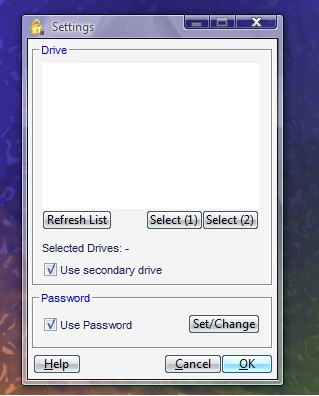 Settings
Drive
Refresh List Select (1) Select (2)
Selected Drives: -
Use secondary drive
Password
Use Password Set/Change
Help Cancel OK